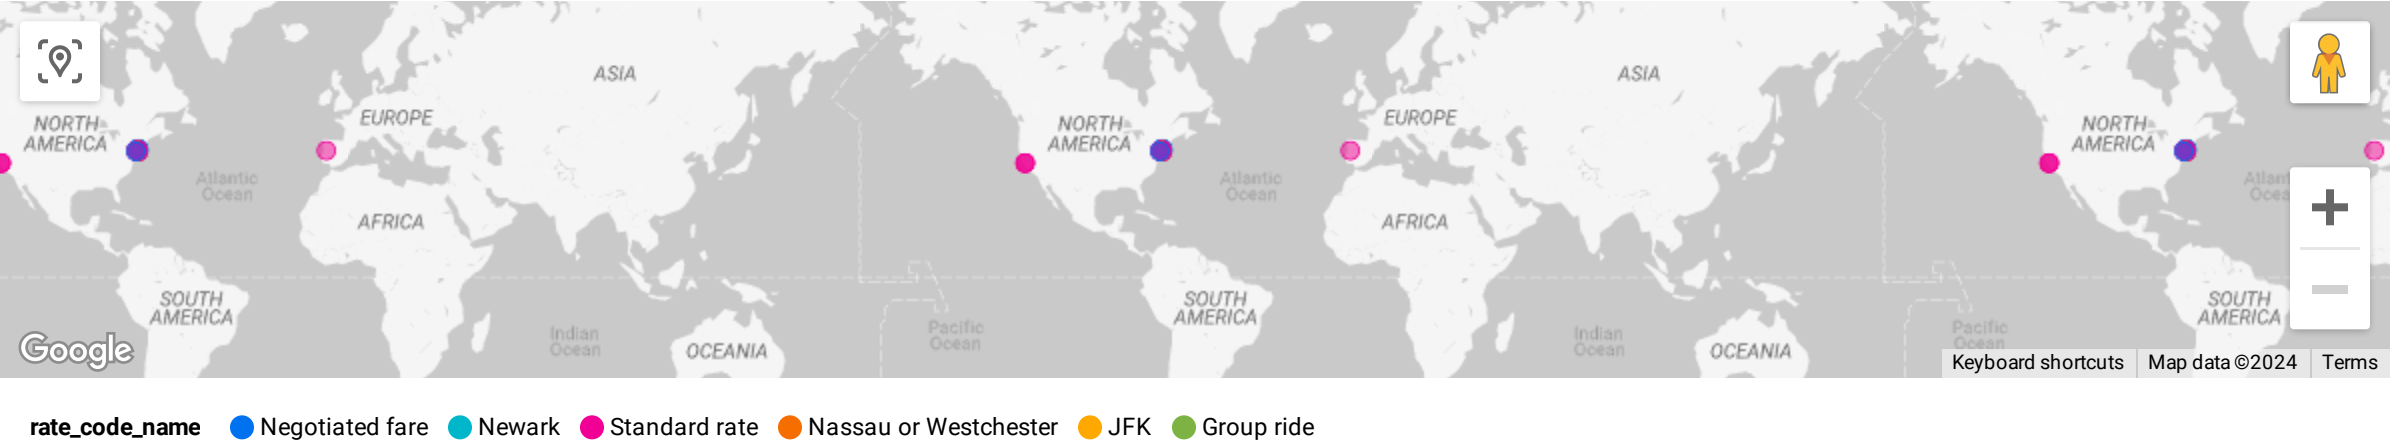 ASIA
ASIA
EUROPE
EUROPE
NORTH
AMERICA
NORTH
AMERICA
NORTH
AMERICA
Atlantic
Ocean
Atlantic
Ocean
AFRICA
AFRICA
SOUTH
AMERICA
SOUTH
AMERICA
SOUTH
AMERICA
Indian
Ocean
Pacific
Ocean
Indian
Ocean
Pacific
Ocean
OCEANIA
OCEANIA
Google
Keyboard shortcuts Map data ©2024 Terms
rate_code_name Negotiated fare Newark Standard rate Nassau or Westchester JFK Group ride